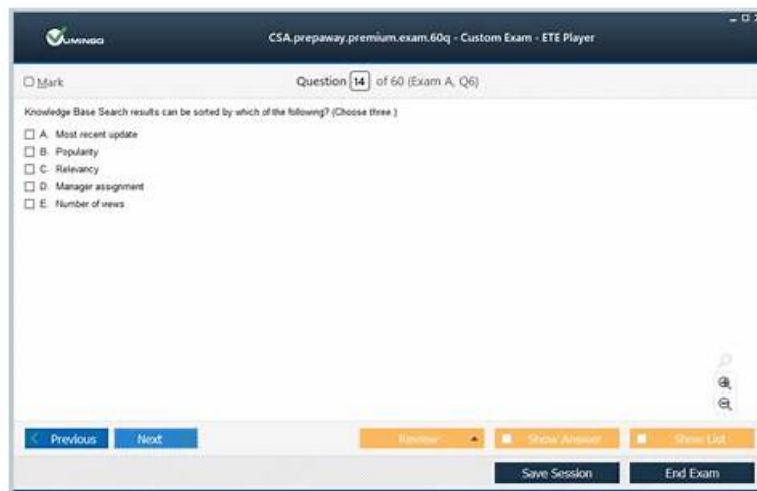 VUMINGO
CSA.prepaway.premium.exam.60q - Custom Exam - ETE Player
Mark
Question 14 of 60 (Exam A, Q6)
Knowledge Base Search results can be sorted by which of the following? (Choose three.)
A. Most recent update
B. Popularity
C. Relevancy
D. Manager assignment
E. Number of views
Previous
Next
Review
Show Answer
Show List
Save Session
End Exam